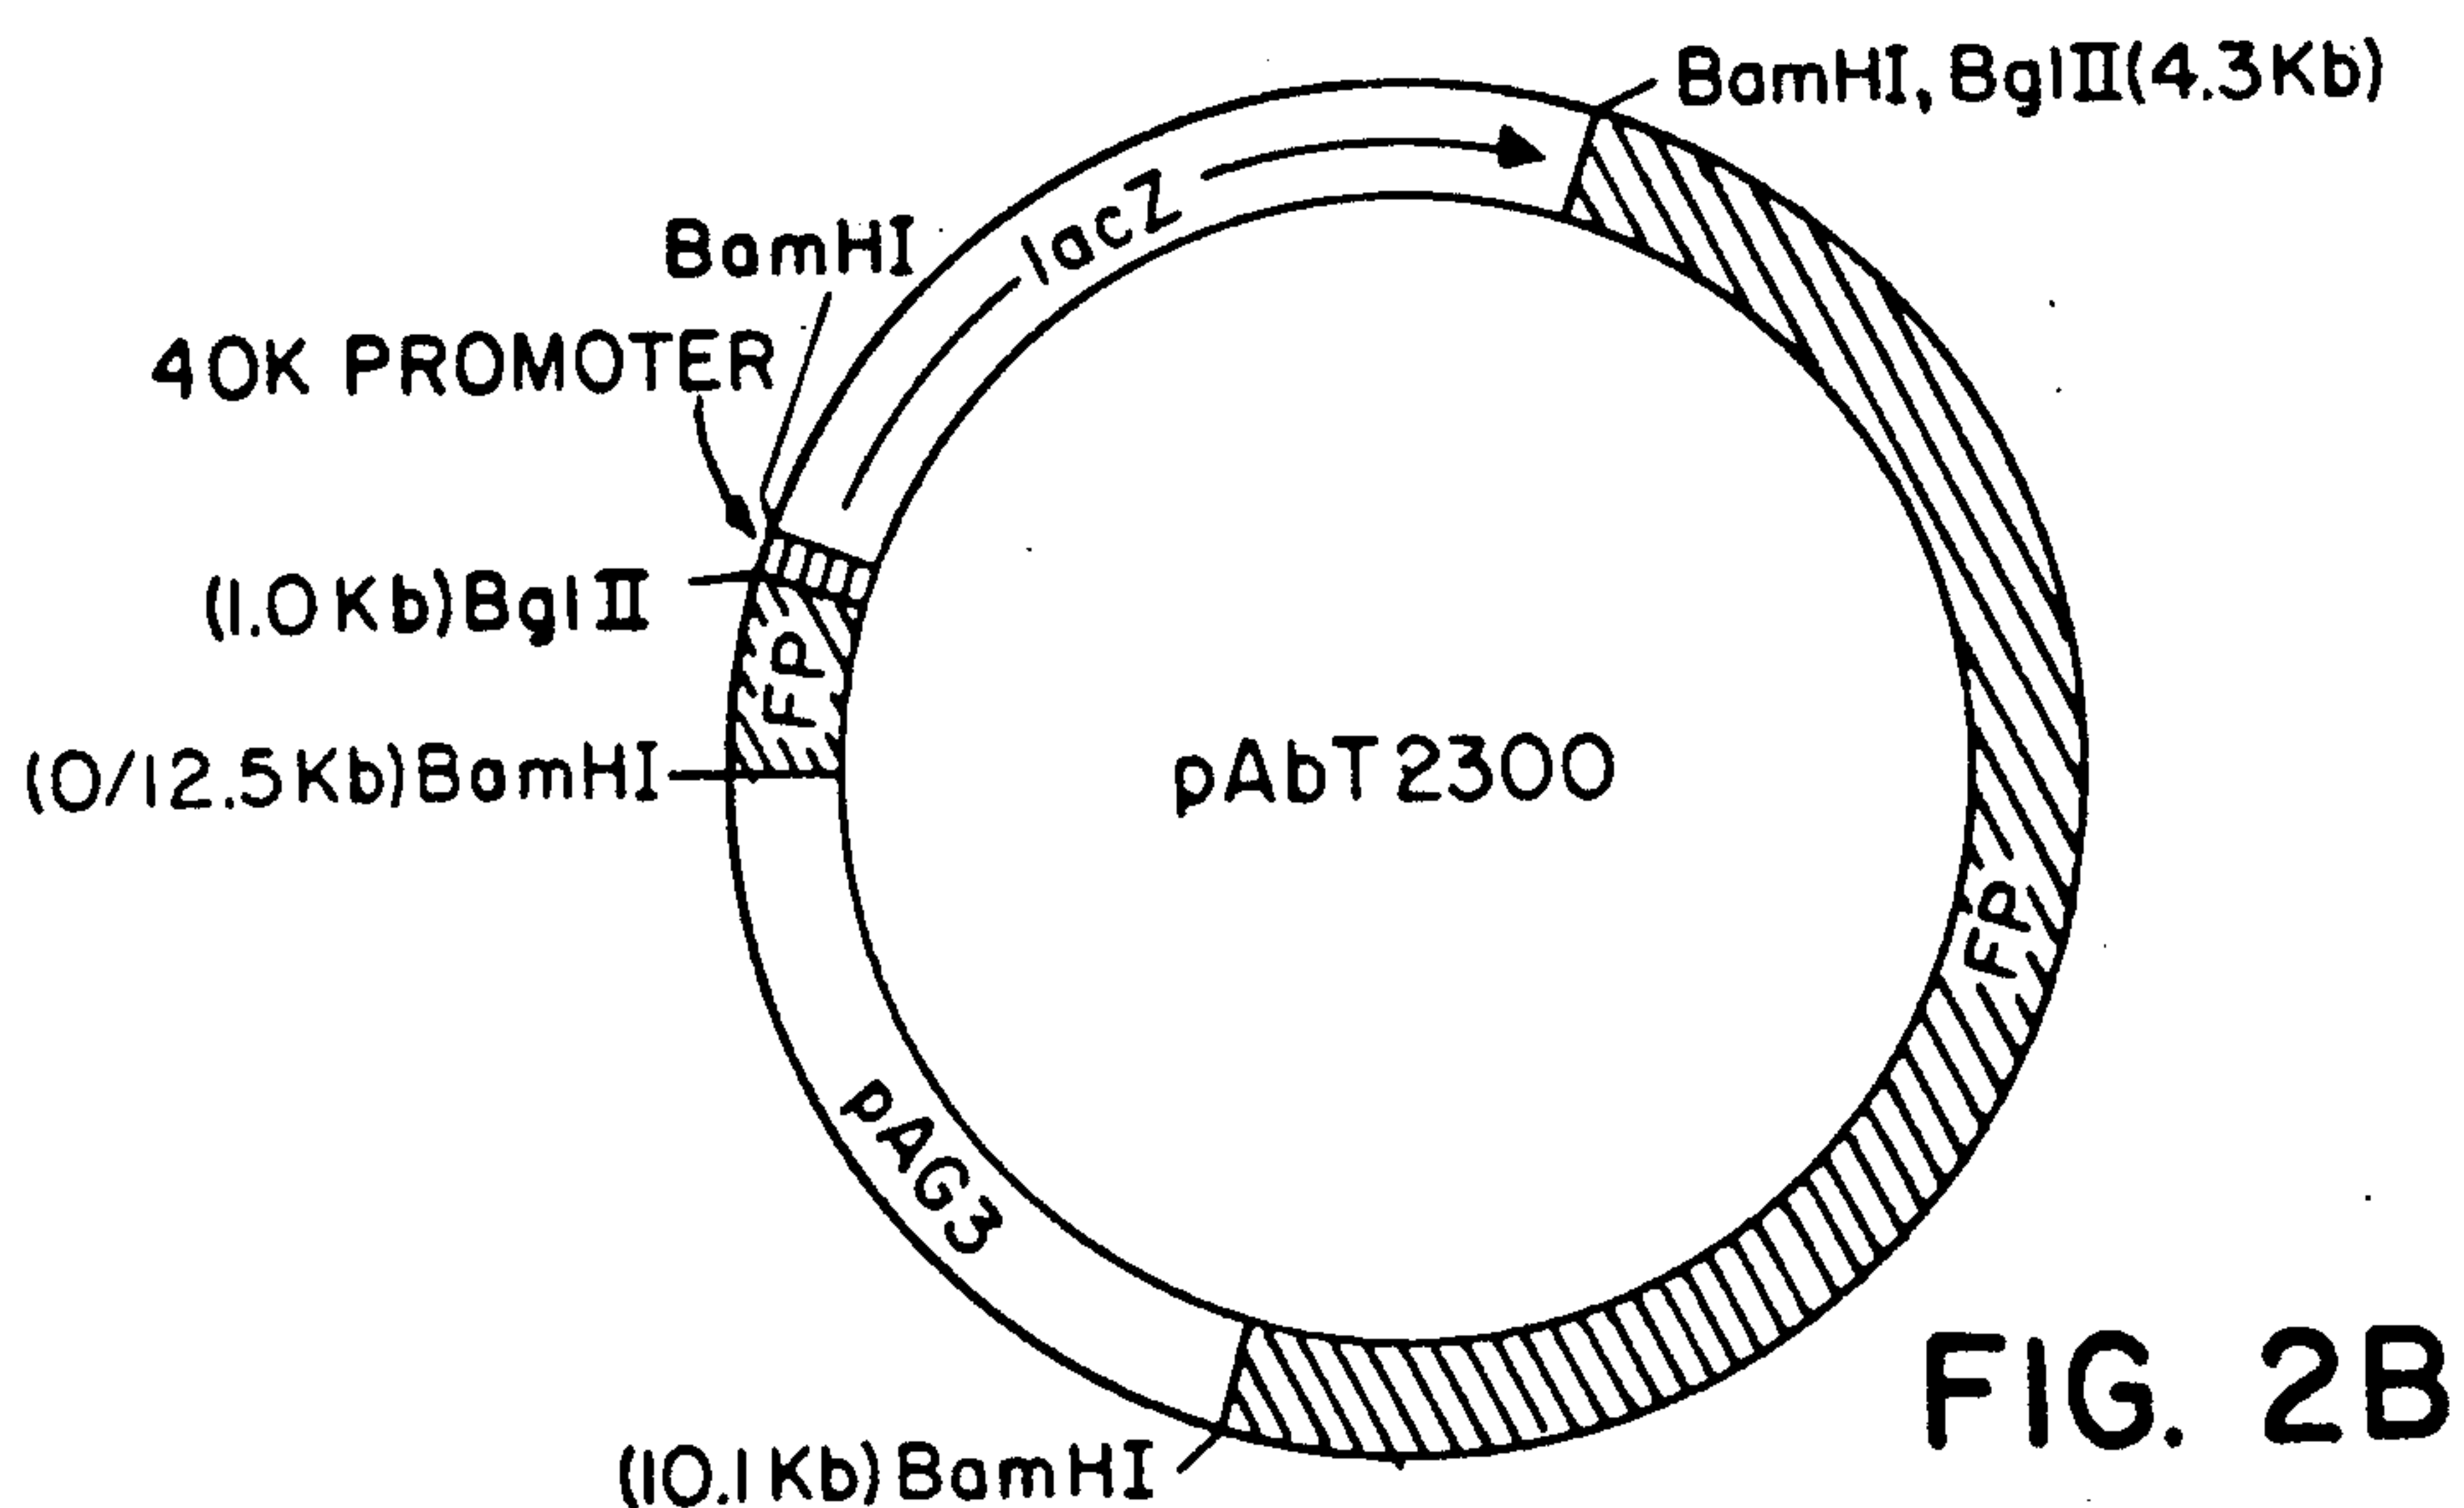 BamHI, BglII(4.3Kb)
lacZ
BamHI
40K PROMOTER
(1.0Kb)BglII
FP
(0/12.5Kb)BamHI
pAbT2300
FP
pAG3
(10.1Kb)BamHI
FIG. 2B